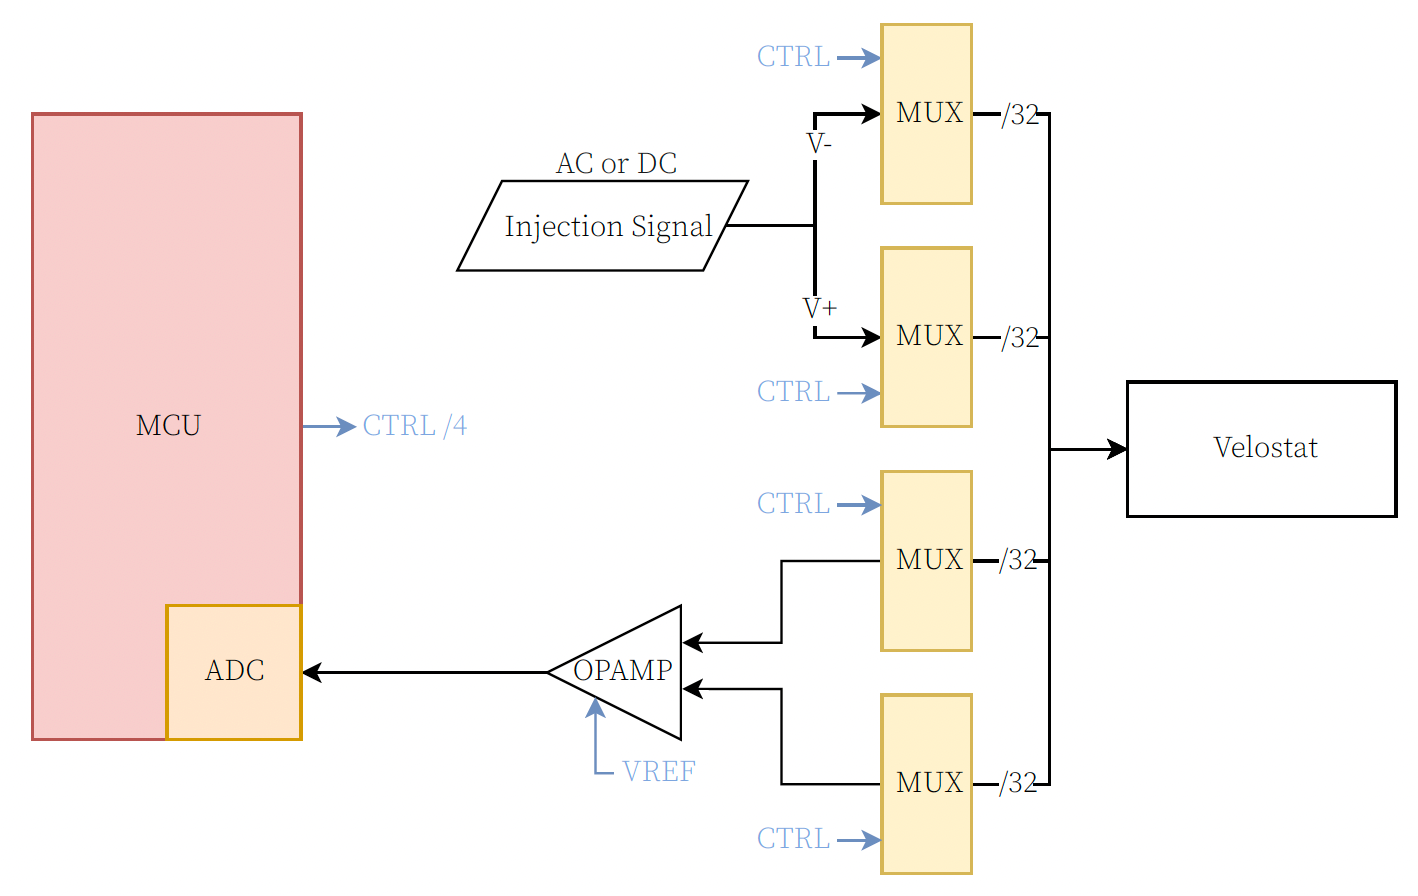 CTRL
MUX
/32
V-
AC or DC
Injection Signal
V+
MUX
/32
CTRL
MCU
CTRL /4
Velostat
CTRL
MUX
/32
ADC
OPAMP
VREF
MUX
/32
CTRL